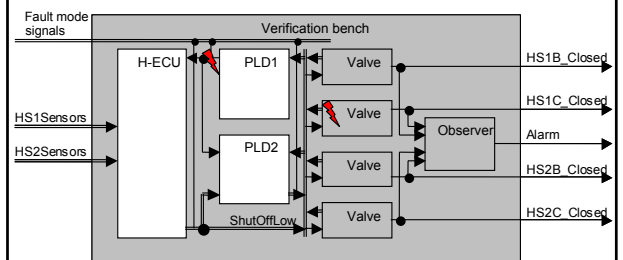 Fault mode
signals
Verification bench
H-ECU
PLD1
Valve
HS1B_Closed
Valve
HS1C_Closed
HS1Sensors
Observer
Alarm
HS2Sensors
PLD2
Valve
HS2B_Closed
ShutOffLow
Valve
HS2C_Closed